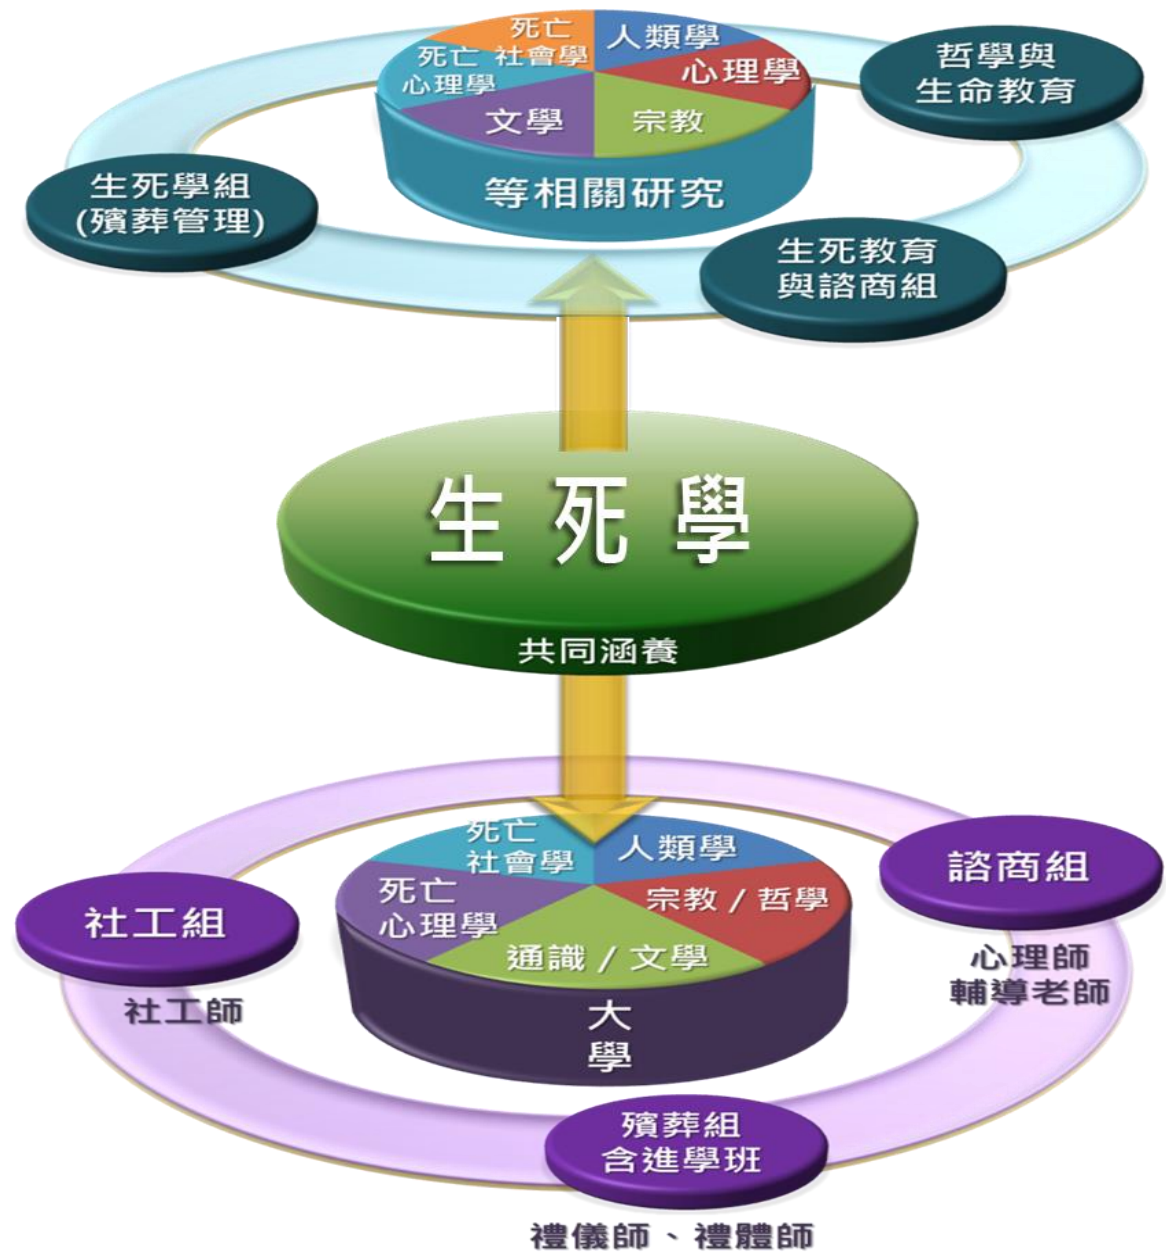 死亡
社會學
人類學
死亡
心理學
心理學
文學
宗教
等相關研究
哲學與
生命教育
生死學組
(殯葬管理)
生死教育
與諮商組
生死學
共同涵養
死亡
社會學
人類學
死亡
心理學
宗教 / 哲學
通識 / 文學
大
學
諮商組
心理師
輔導老師
社工組
社工師
殯葬組
含進學班
禮儀師、禮體師